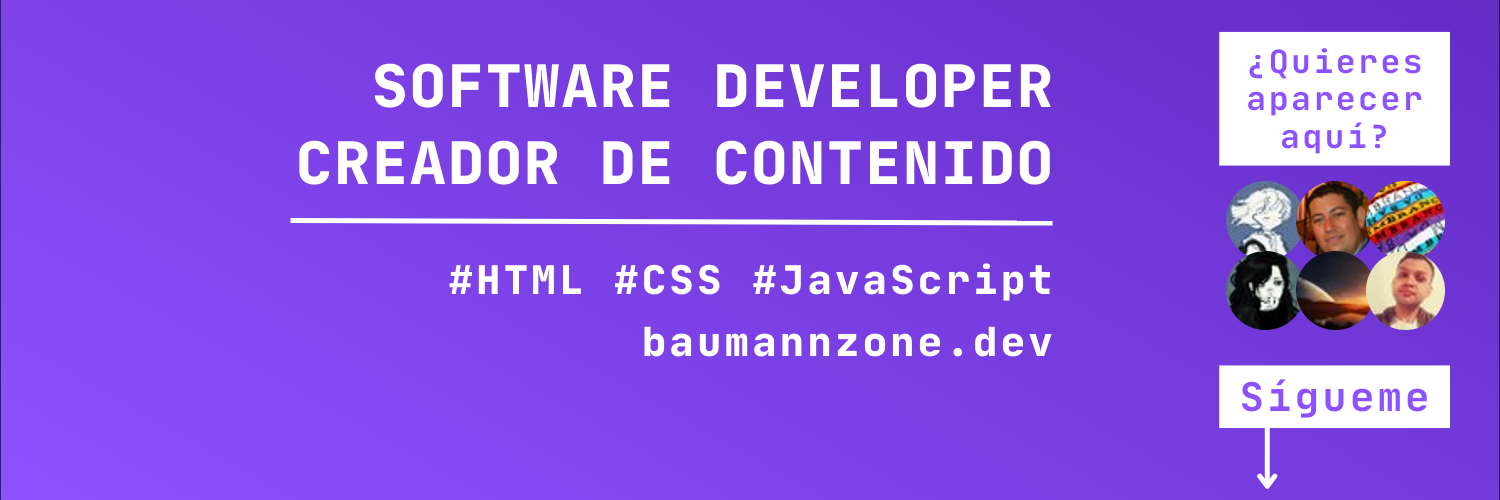 SOFTWARE DEVELOPER
CREADOR DE CONTENIDO
#HTML #CSS #JavaScript
baumannzone.dev
¿Quieres
aparecer
aquí?
Sígueme